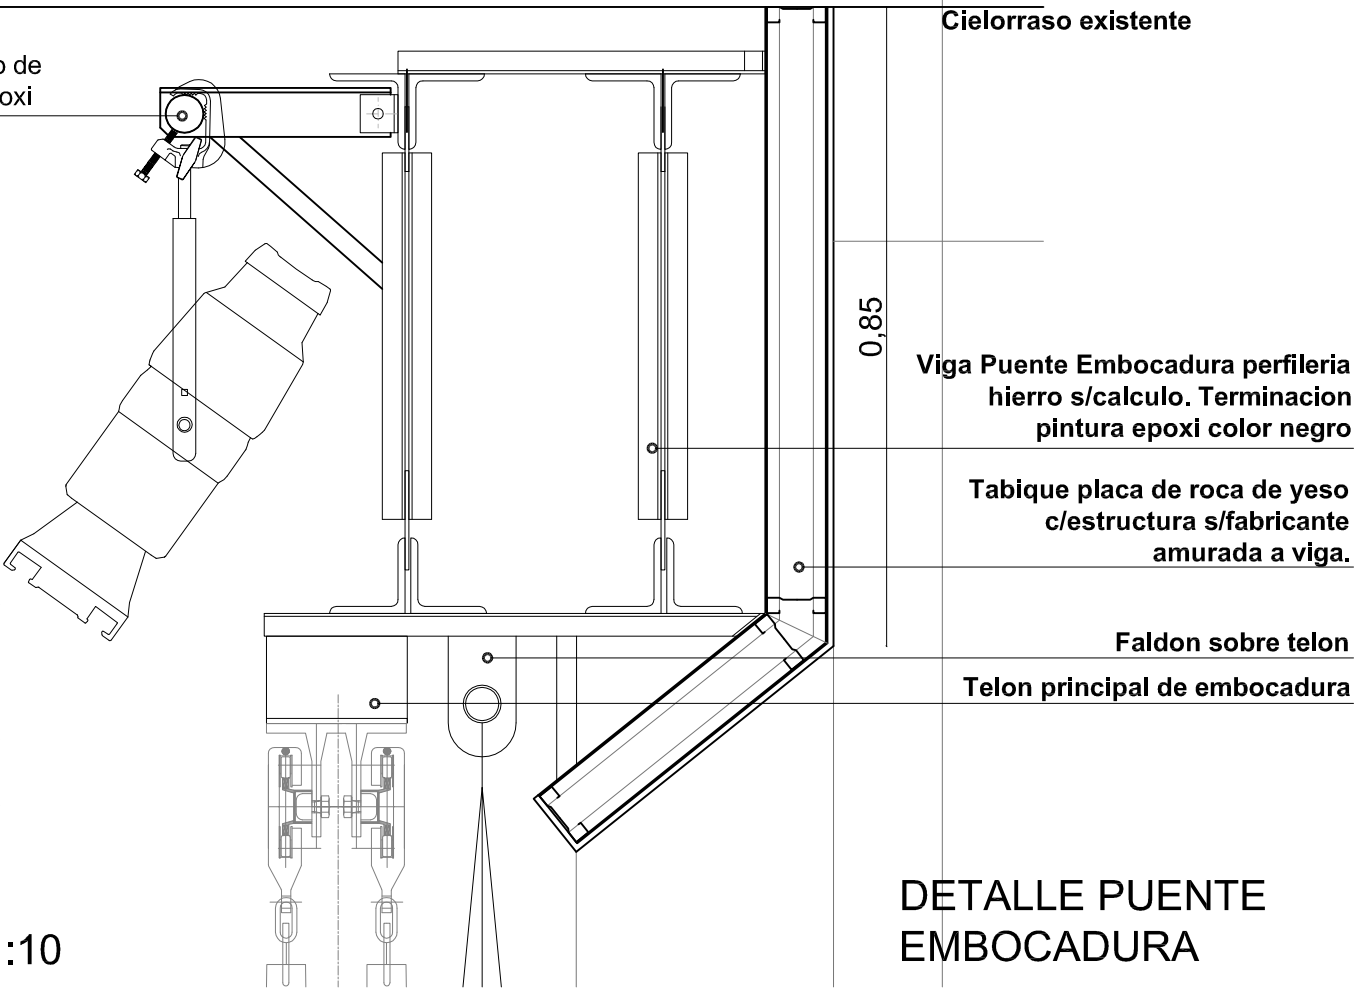 Cielorraso existente
de
0,85
Viga Puente Embocadura perfileria
hierro s/calculo. Terminacion
pintura epoxi color negro
Tabique placa de roca de yeso
c/estructura s/fabricante
amurada a viga.
Faldon sobre telon
Telon principal de embocadura
DETALLE PUENTE
EMBOCADURA
:10